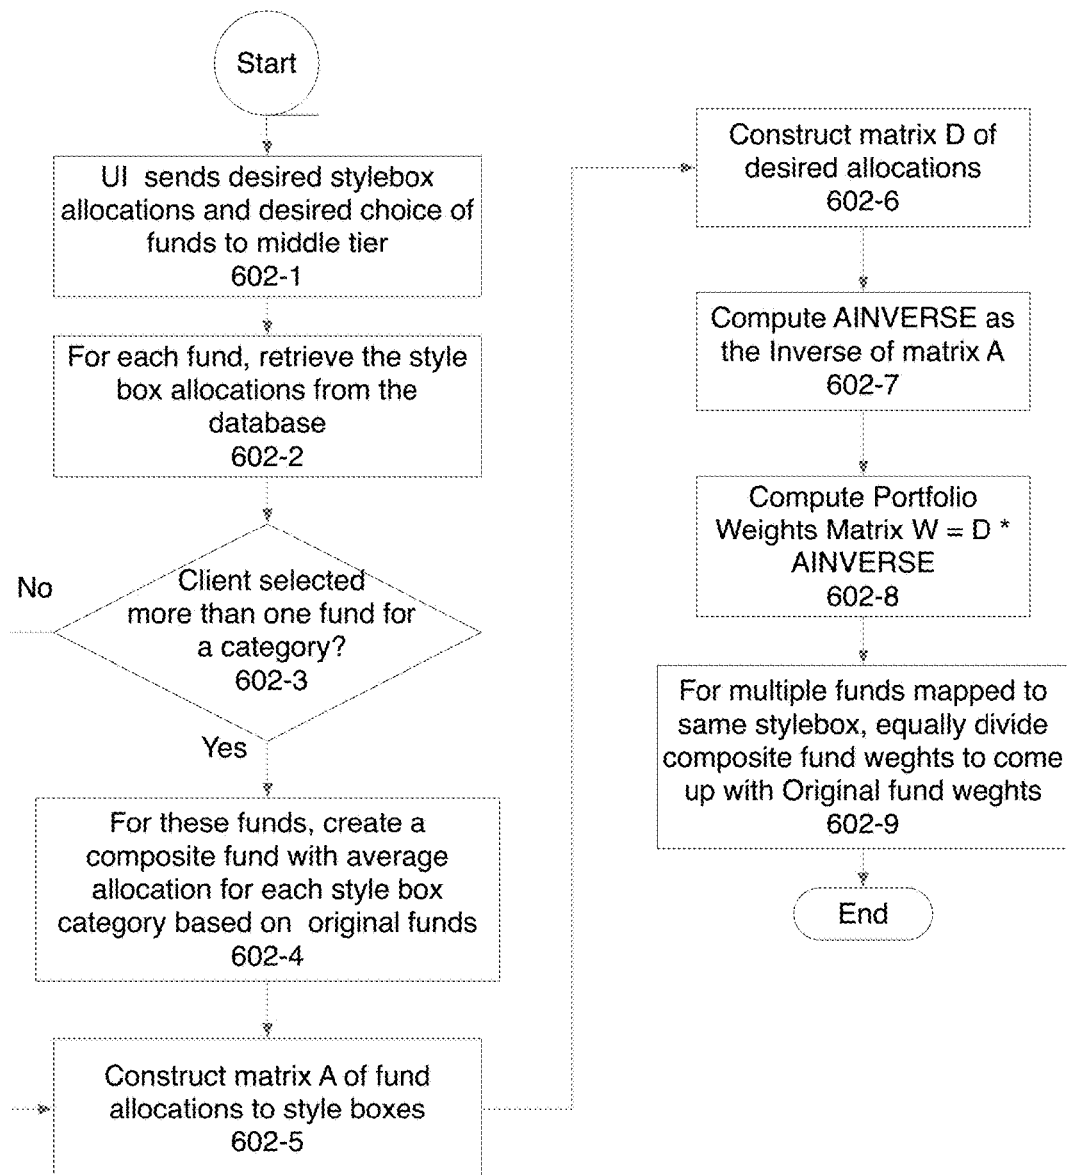 Start
UI sends desired stylebox
allocations and desired choice of
funds to middle tier
602-1
For each fund, retrieve the style
box allocations from the
database
602-2
Client selected
more than one fund for
a category?
602-3
No
Yes
For these funds, create a
composite fund with average
allocation for each style box
category based on original funds
602-4
Construct matrix A of fund
allocations to style boxes
602-5
Construct matrix D of
desired allocations
602-6
Compute AINVERSE as
the Inverse of matrix A
602-7
Compute Portfolio
Weights Matrix W = D *
AINVERSE
602-8
For multiple funds mapped to
same stylebox, equally divide
composite fund weghts to come
up with Original fund weghts
602-9
End